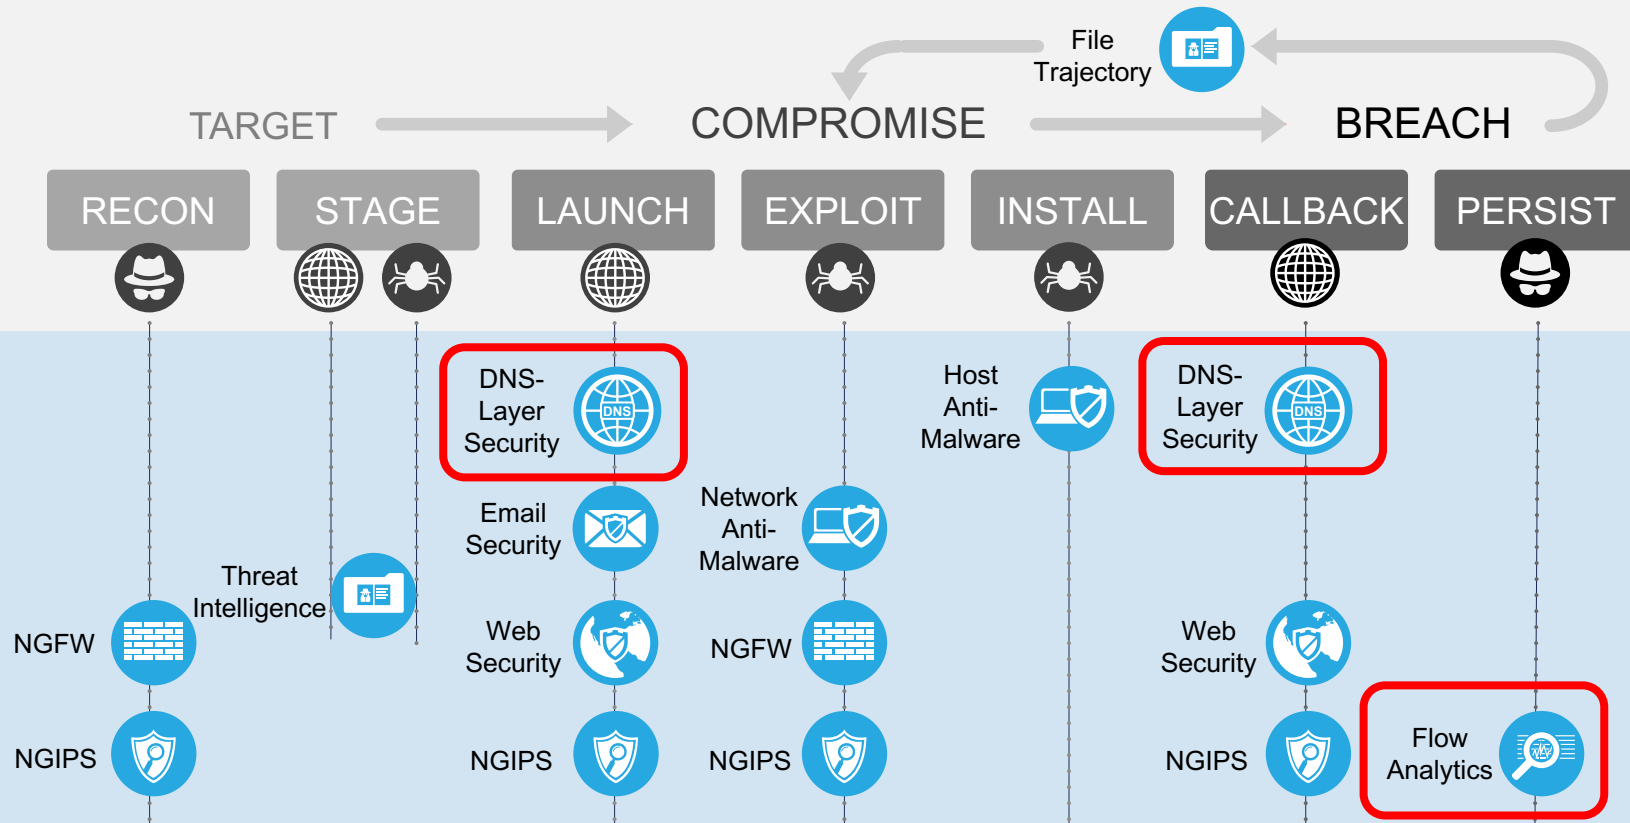 File
Trajectory
TARGET
COMPROMISE
BREACH
RECON
STAGE
LAUNCH
EXPLOIT
INSTALL
CALLBACK
PERSIST
DNS-
Layer
Security
DNS
Host
Anti-
Malware
DNS-
Layer
Security
DNS
Email
Security
Network
Anti-
Malware
Threat
Intelligence
NGFW
Web
Security
NGFW
Web
Security
NGIPS
NGIPS
NGIPS
NGIPS
Flow
Analytics